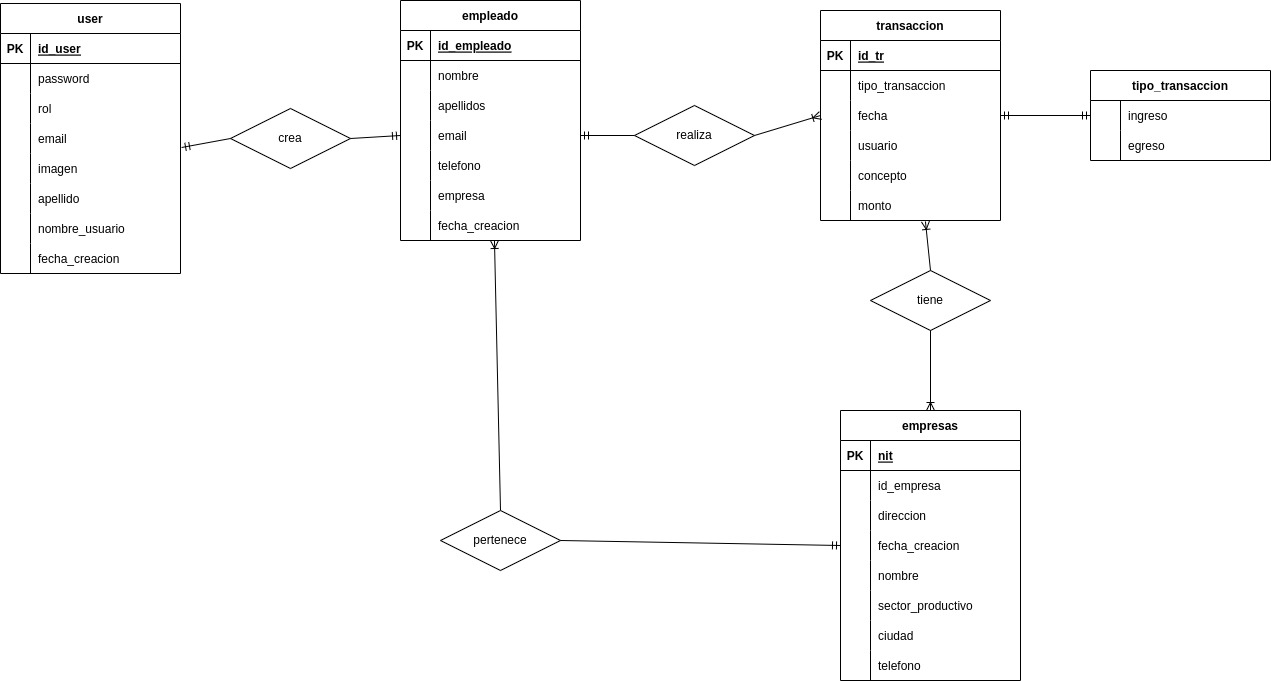 user
PK id_user
password
rol
email
imagen
apellido
nombre_usuario
fecha_creacion
crea
empleado
PK id_empleado
nombre
apellidos
email
telefono
empresa
fecha_creacion
realiza
transaccion
PK id_tr
tipo_transaccion
fecha
usuario
concepto
monto
tipo_transaccion
ingreso
egreso
tiene
pertenece
empresas
PK nit
id_empresa
direccion
fecha_creacion
nombre
sector_productivo
ciudad
telefono